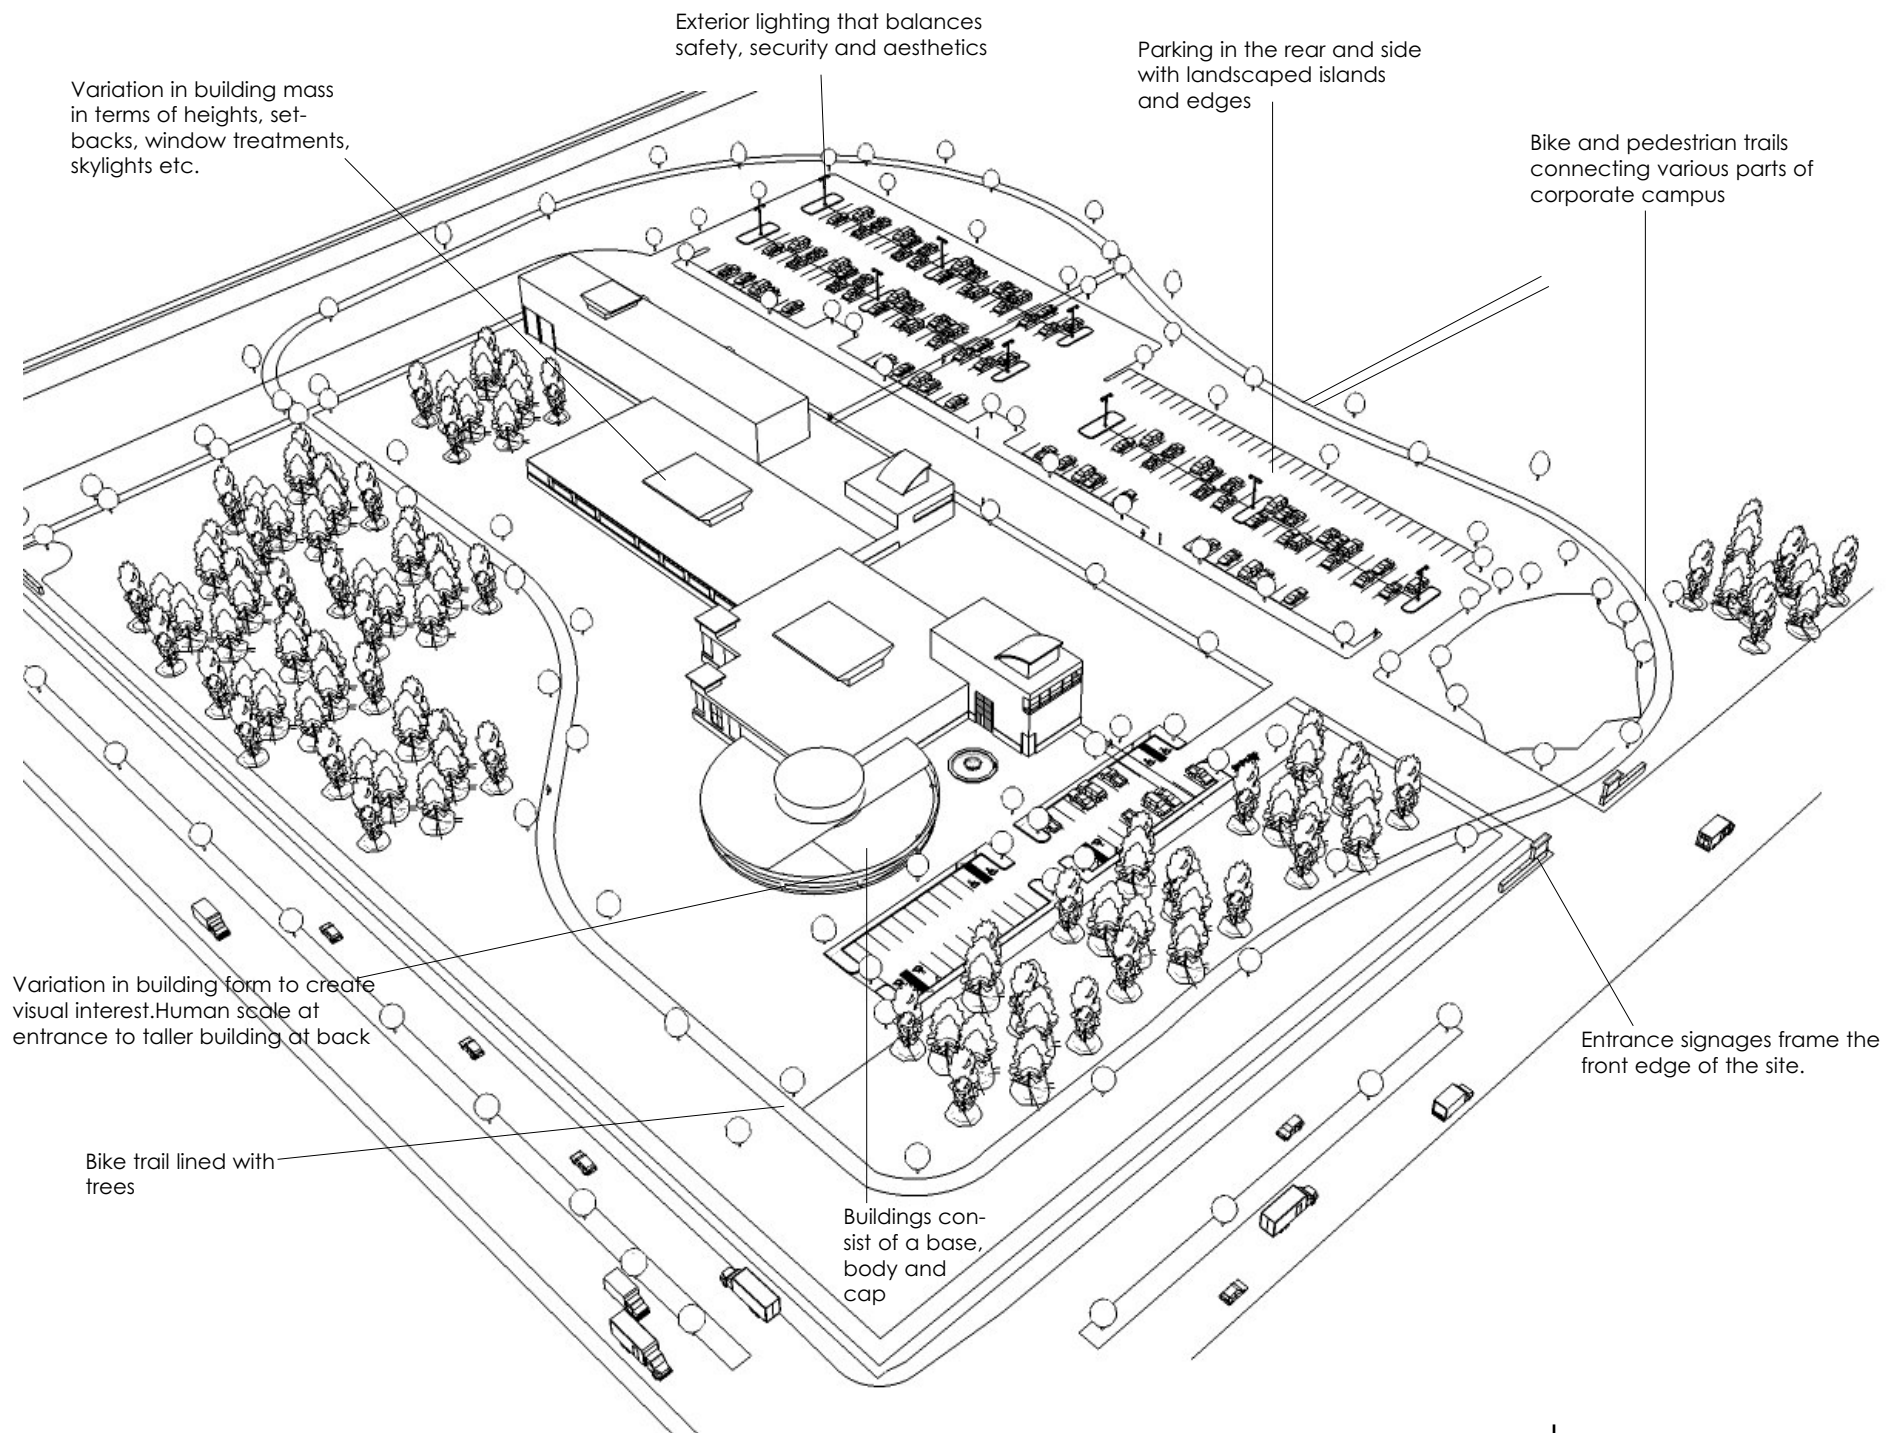 Exterior lighting that balances
safety, security and aesthetics
Parking in the rear and side
with landscaped islands
and edges
Variation in building mass
in terms of heights, set-
backs, window treatments,
skylights etc.
Bike and pedestrian trails
connecting various parts of
corporate campus
Variation in building form to create
visual interest.Human scale at
entrance to taller building at back
Entrance signages frame the
front edge of the site.
Bike trail lined with
trees
Buildings con-
sist of a base,
body and
cap